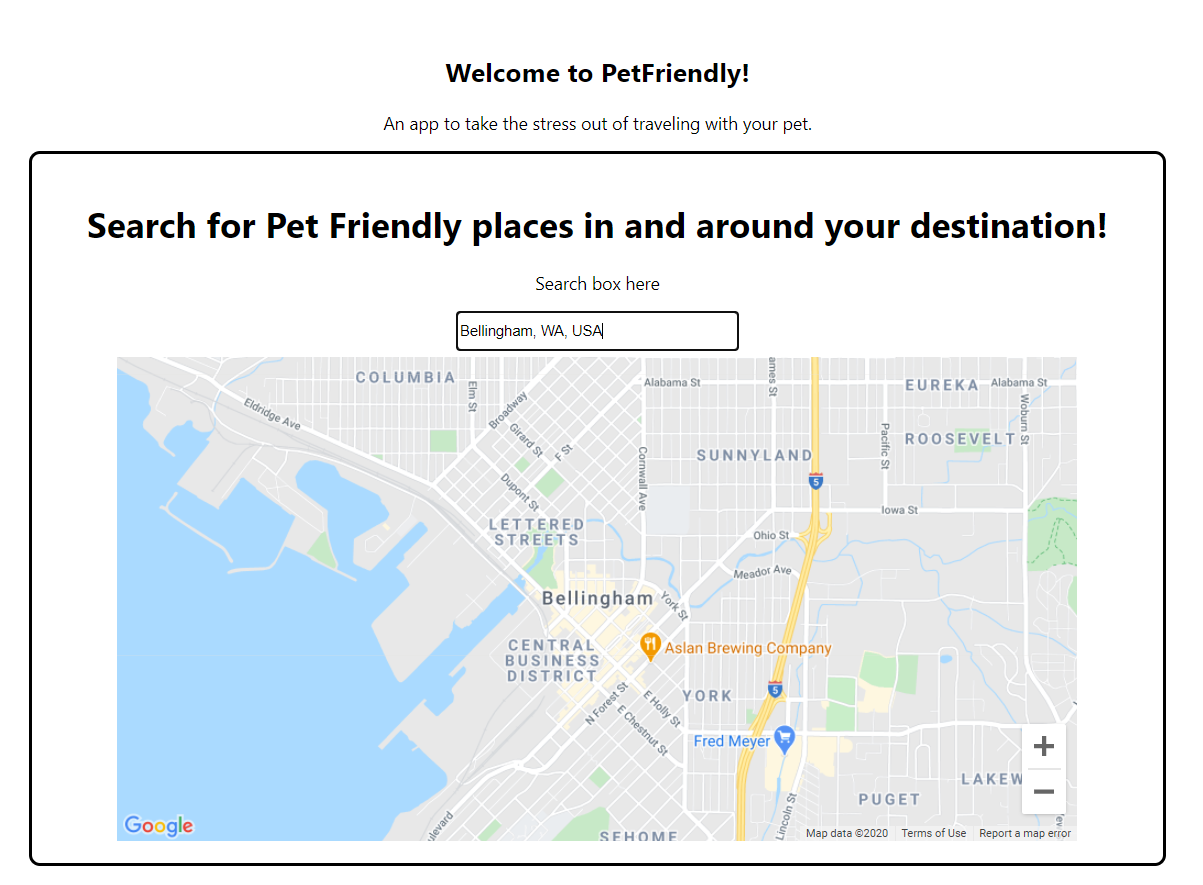 Welcome to PetFriendly!
An app to take the stress out of traveling with your pet.
Search for Pet Friendly places in and around your destination!
Search box here
Bellingham, WA, USA
COLUMBIA
Elm St
Broadway
Alabama St
James St
EUREKA
Alabama St
Woburn St
Eldridge Ave
Girard St
F St
Cornwall Ave
SUNNYLAND
Pacific St
ROOSEVELT
5
Dupont St
Iowa St
LETTERED
STREETS
Ohio St
Meador Ave
Bellingham
York St
CENTRAL
BUSINESS
DISTRICT
Aslan Brewing Company
YORK
5
N Forest St
E Holly St
E Chestnut St
Fred Meyer
+
−
LAKEW
PUGET
Lincoln St
SEHOME
levard
Google
Map data ©2020
Terms of Use
Report a map error